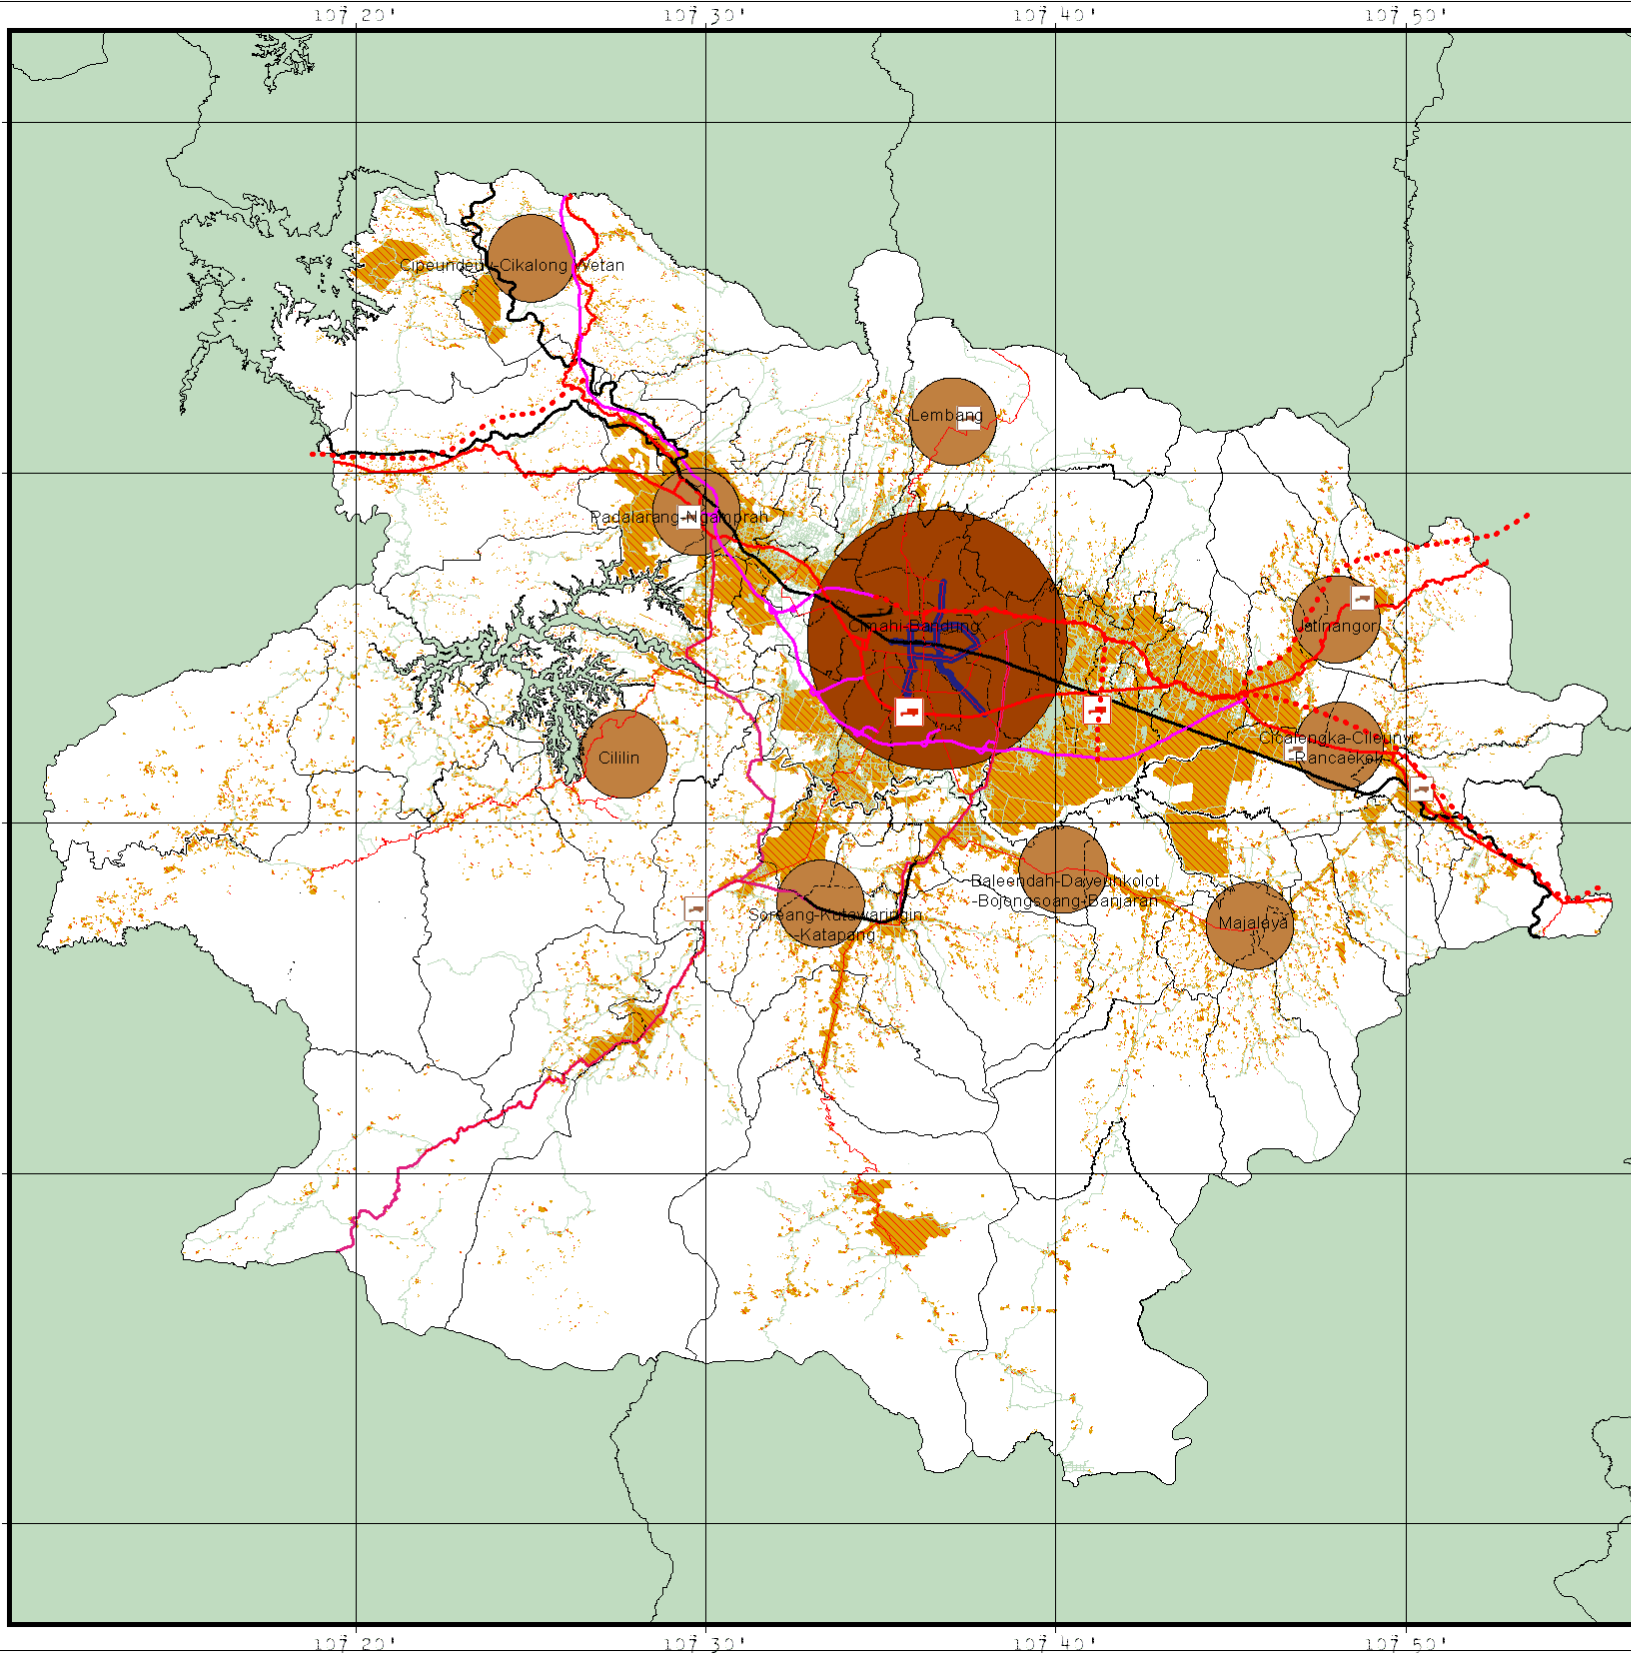 107°20' 107°30' 107°40' 107°50'
Cipeundeuy-Cikalong Wetan
Lembang
Padalarang-Ngamprah
Cimahi-Bandung
Jatinangor
Cililin
Cicalengka-Cileunyi
-Rancaekek
Baleendah-Dayeuhkolot
-Bojongsoang-Banjaran
Soreang-Kutawaringin
-Katapang
Majalaya
107°20' 107°30' 107°40' 107°50'